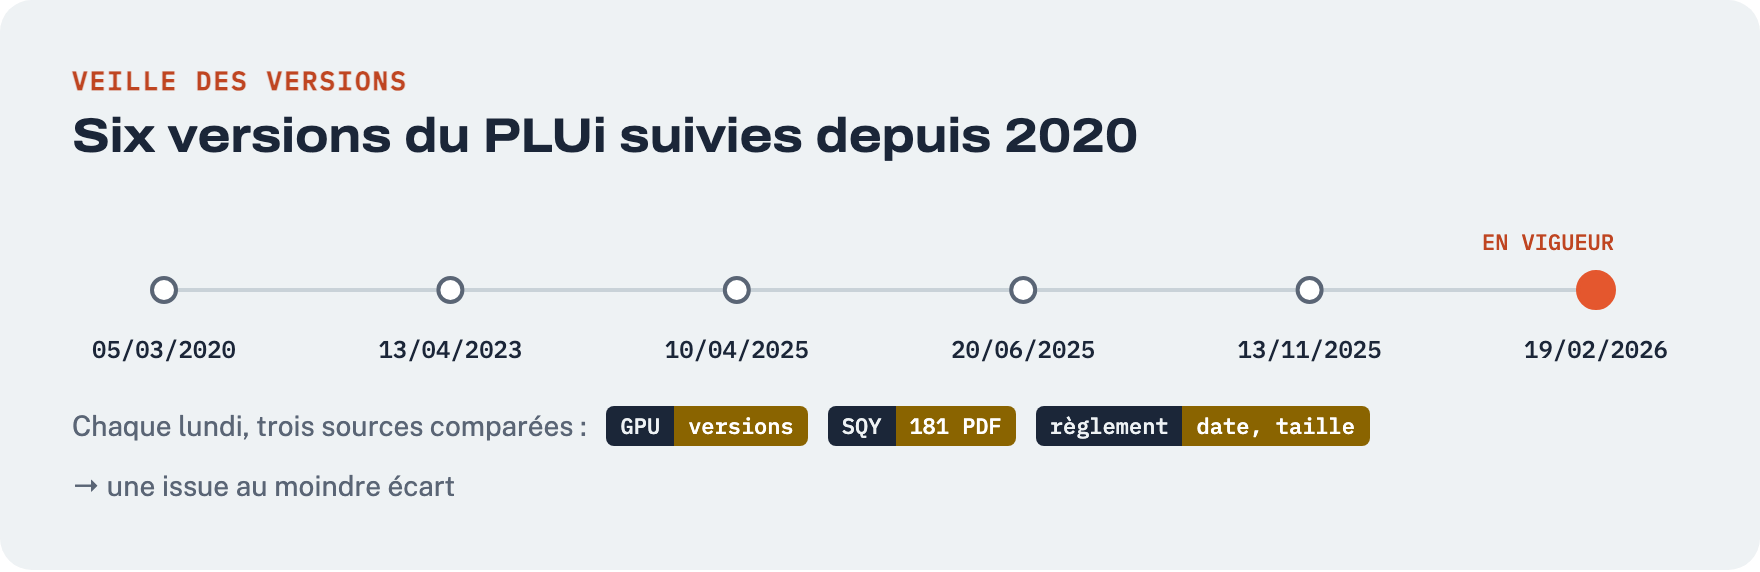 VEILLE DES VERSIONS
Six versions du PLUi suivies depuis 2020
EN VIGUEUR
05/03/2020 13/04/2023 10/04/2025 20/06/2025 13/11/2025 19/02/2026
Chaque lundi, trois sources comparées : GPU versions SQY 181 PDF règlement date, taille
→ une issue au moindre écart